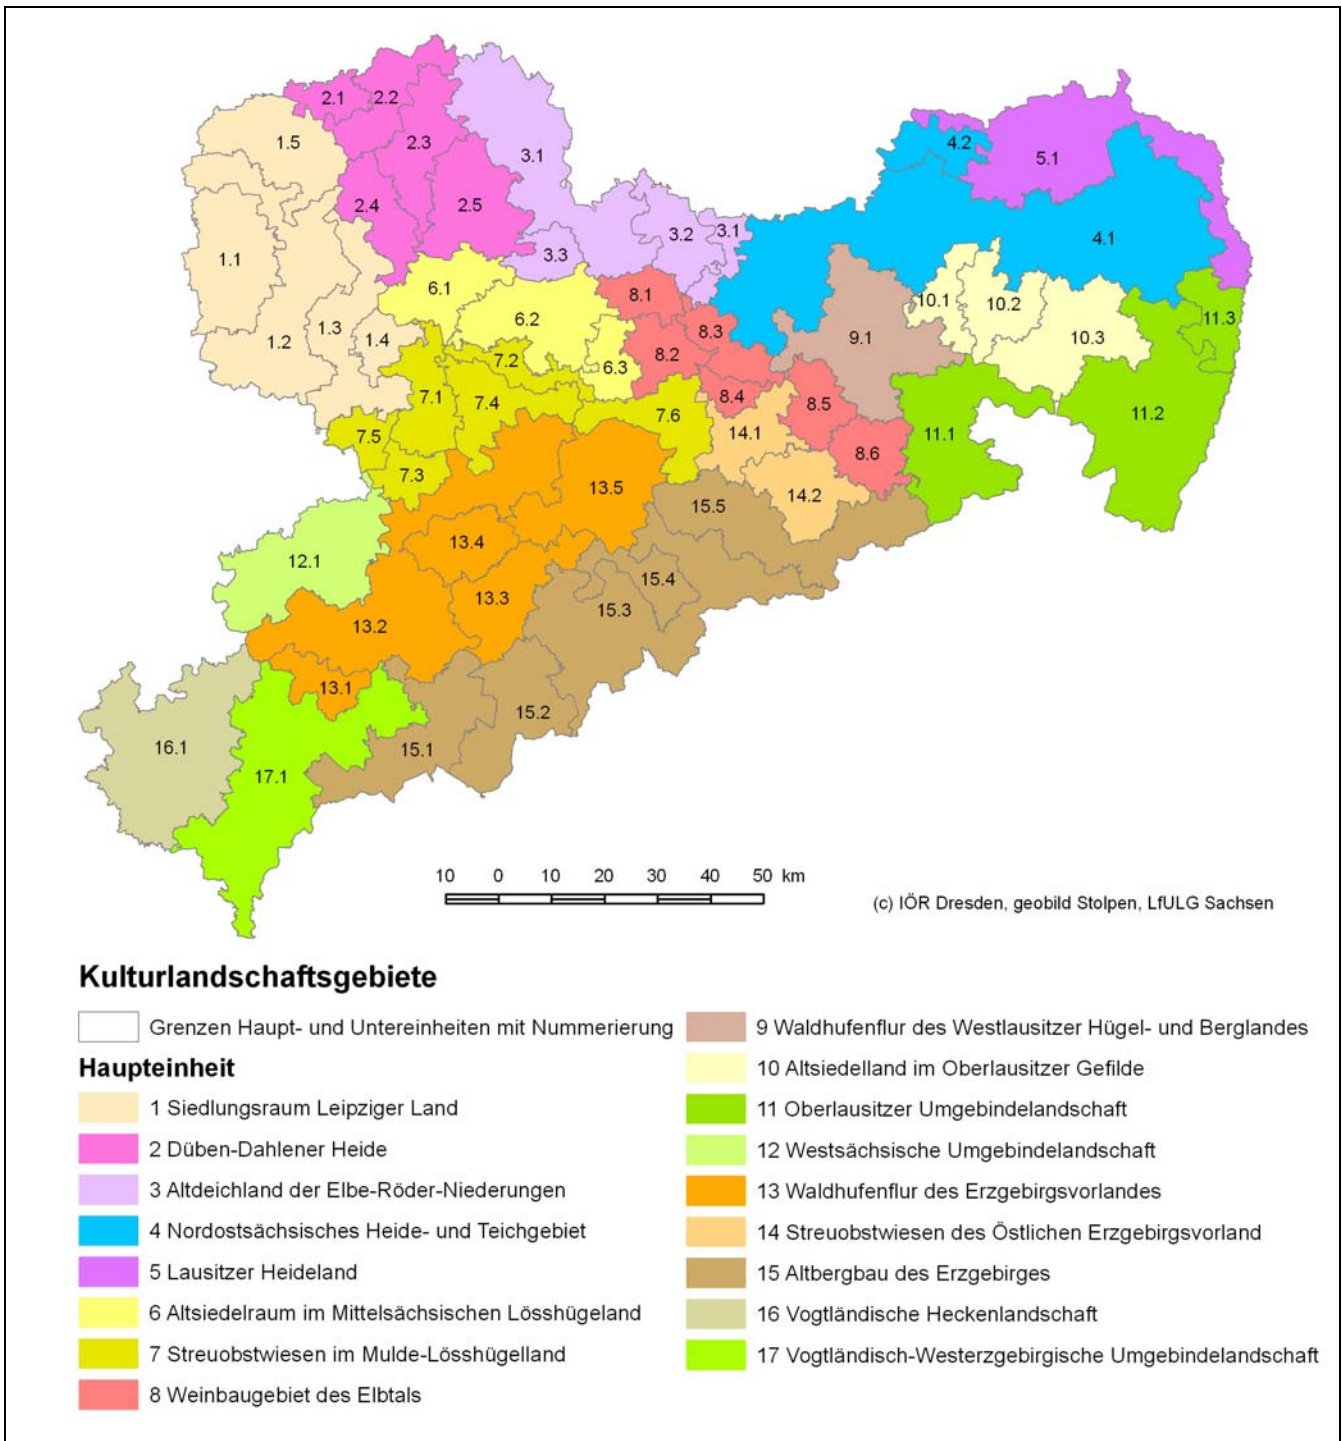 2.1
2.2
1.5
2.3
3.1
4.2
5.1
2.4
2.5
3.2
3.1
4.1
1.1
3.3
6.1
8.1
10.1
10.2
11.3
1.2
1.3
1.4
6.2
8.3
9.1
10.3
7.2
6.3
8.2
7.1
7.4
8.4
8.5
7.6
11.2
7.5
14.1
11.1
7.3
8.6
13.5
14.2
15.5
13.4
12.1
15.4
13.3
15.3
13.2
13.1
15.2
16.1
15.1
17.1
10 0 10 20 30 40 50 km
(c) IÖR Dresden, geobild Stolpen, LfULG Sachsen
Kulturlandschaftsgebiete
Grenzen Haupt- und Untereinheiten mit Nummerierung
Haupteinheit
1 Siedlungsraum Leipziger Land
2 Düben-Dahlener Heide
3 Altdeichland der Elbe-Röder-Niederungen
4 Nordostsächsisches Heide- und Teichgebiet
5 Lausitzer Heideland
6 Altsiedelraum im Mittelsächsischen Lösshügeland
7 Streuobstwiesen im Mulde-Lösshügelland
8 Weinbaugebiet des Elbtals
9 Waldhufenflur des Westlausitzer Hügel- und Berglandes
10 Altsiedelland im Oberlausitzer Gefilde
11 Oberlausitzer Umgebindelandschaft
12 Westsächsische Umgebindelandschaft
13 Waldhufenflur des Erzgebirgsvorlandes
14 Streuobstwiesen des Östlichen Erzgebirgsvorland
15 Altbergbau des Erzgebirges
16 Vogtländische Heckenlandschaft
17 Vogtländisch-Westerzgebirgische Umgebindelandschaft